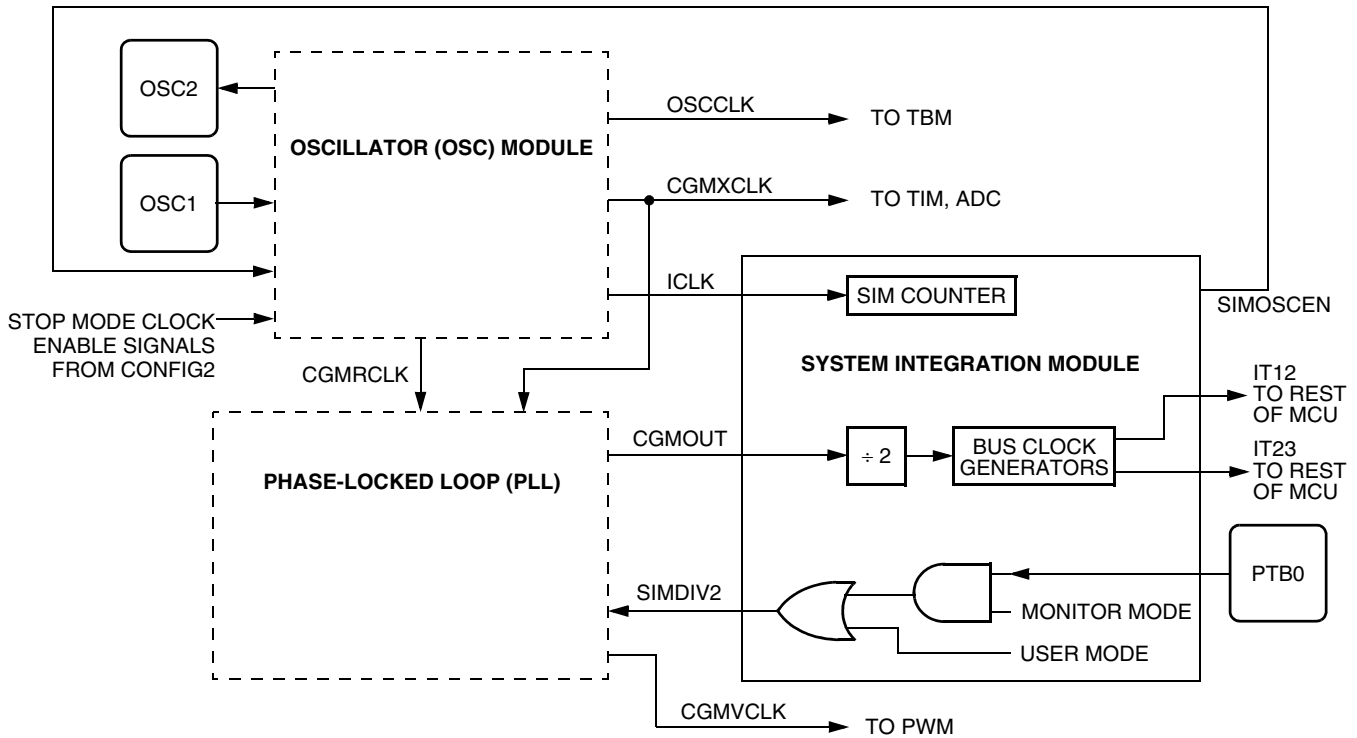 OSC2
OSC1
STOP MODE CLOCK
ENABLE SIGNALS
FROM CONFIG2
OSCILLATOR (OSC) MODULE
OSCCLK
TO TBM
CGMXCLK
TO TIM, ADC
ICLK
SIM COUNTER
SIMOSCEN
CGMRCLK
SYSTEM INTEGRATION MODULE
IT12
TO REST
OF MCU
PHASE-LOCKED LOOP (PLL)
CGMOUT
÷ 2
BUS CLOCK
GENERATORS
IT23
TO REST
OF MCU
SIMDIV2
PTB0
MONITOR MODE
USER MODE
CGMVCLK
TO PWM